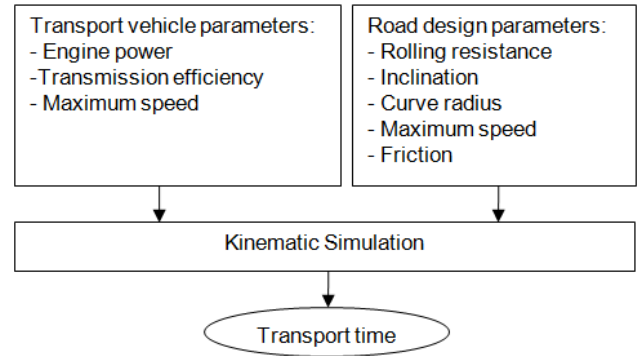 Transport vehicle parameters:
- Engine power
-Transmission efficiency
- Maximum speed
Road design parameters:
- Rolling resistance
- Inclination
- Curve radius
- Maximum speed
- Friction
Kinematic Simulation
Transport time